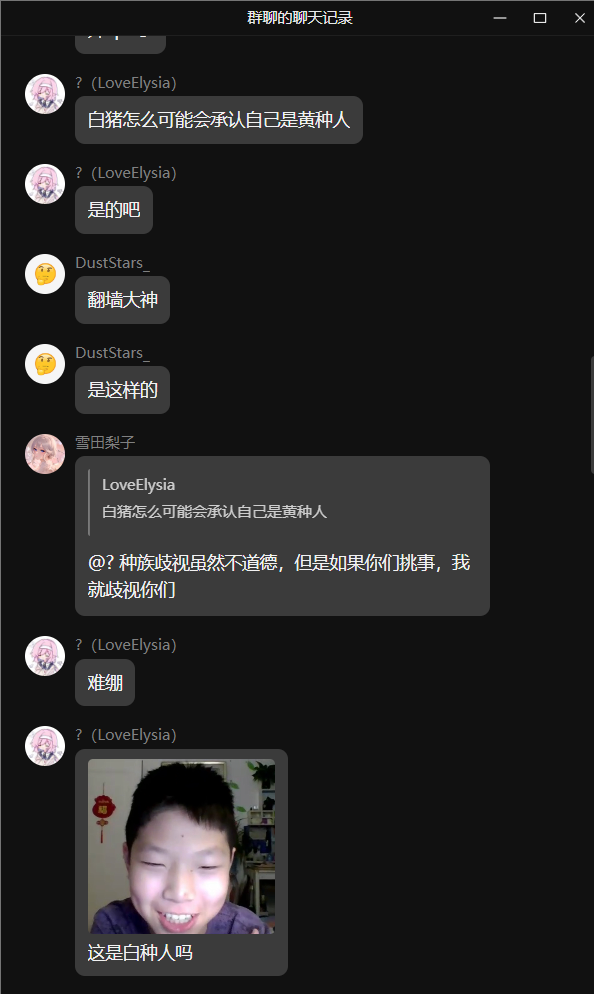 群聊的聊天记录
?（LoveElysia）
白猪怎么可能会承认自己是黄种人
?（LoveElysia）
是的吧
DustStars_
翻墙大神
DustStars_
是这样的
雪田梨子
LoveElysia
白猪怎么可能会承认自己是黄种人
@? 种族歧视虽然不道德，但是如果你们挑事，我
就歧视你们
?（LoveElysia）
难绷
?（LoveElysia）
这是白种人吗